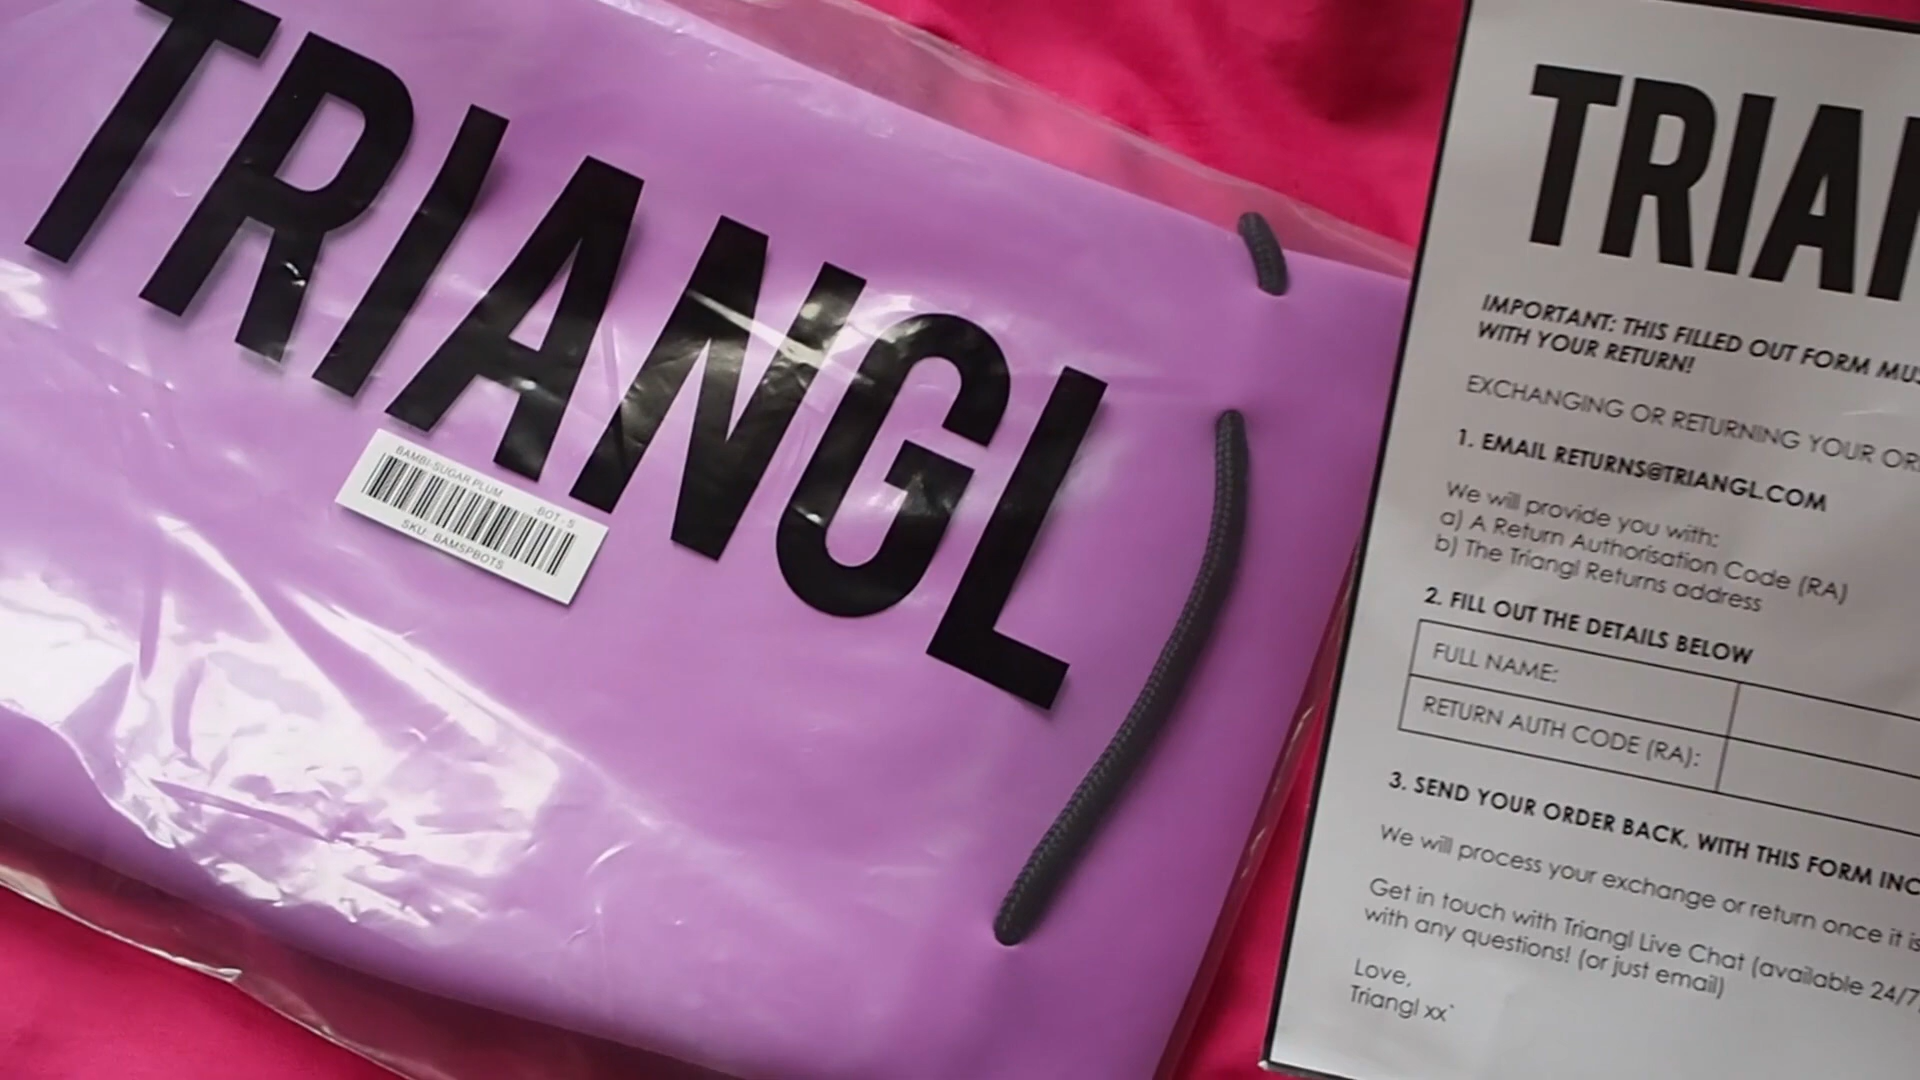 TRIANGL
BAMBI-SUGAR PLUM
-BOT - S
SKU: BAMSPBOTS
TRIAN
IMPORTANT: THIS FILLED OUT FORM MUS
WITH YOUR RETURN!
EXCHANGING OR RETURNING YOUR OR
1. EMAIL RETURNS@TRIANGL.COM
We will provide you with:
a) A Return Authorisation Code (RA)
b) The Triangl Returns address
2. FILL OUT THE DETAILS BELOW
FULL NAME:
RETURN AUTH CODE (RA):
3. SEND YOUR ORDER BACK, WITH THIS FORM INC
We will process your exchange or return once it is
Get in touch with Triangl Live Chat (available 24/7
with any questions! (or just email)
Love,
Triangl xx`